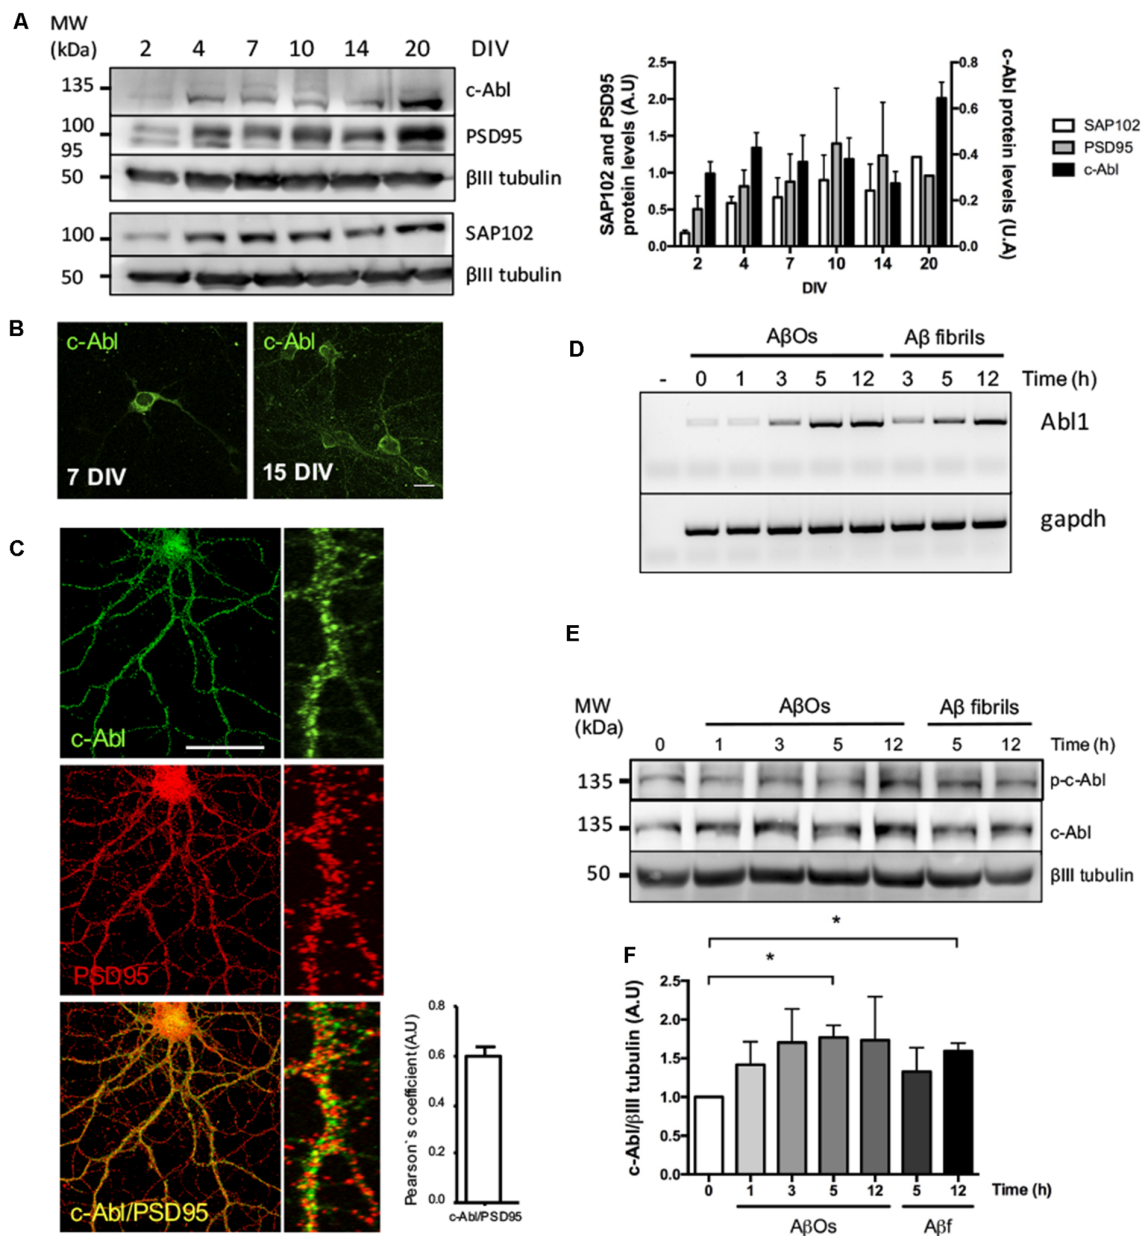 A
MW
(kDa)
2 4 7 10 14 20 DIV
135
c-Abl
100
95
PSD95
50
βIII tubulin
100
SAP102
50
βIII tubulin
SAP102 and PSD95
protein levels (A.U)
2.5
2.0
1.5
1.0
0.5
0.0
0.8
0.6
0.4
0.2
0.0
c-Abl protein levels (U.A)
2 4 7 10 14 20
DIV
SAP102
PSD95
c-Abl
B
c-Abl
7 DIV
c-Abl
15 DIV
C
c-Abl
PSD95
c-Abl/PSD95
Pearson`s coefficient (A.U)
0.8
0.6
0.4
0.2
0.0
c-Abl/PSD95
D
AβOs Aβ fibrils
- 0 1 3 5 12 3 5 12 Time (h)
Abl1
gapdh
E
MW
(kDa)
AβOs Aβ fibrils
0 1 3 5 12 5 12 Time (h)
135
p-c-Abl
135
c-Abl
50
βIII tubulin
F
*
*
c-Abl/βIII tubulin (A.U)
2.5
2.0
1.5
1.0
0.5
0.0
0 1 3 5 12 5 12 Time (h)
AβOs Aβf